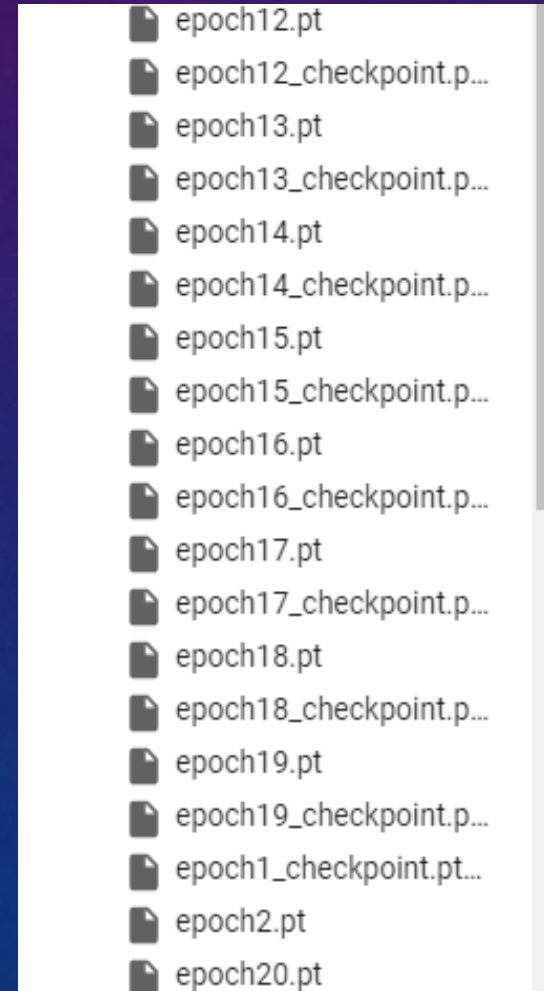 epoch12.pt
epoch12_checkpoint.p...
epoch13.pt
epoch13_checkpoint.p...
epoch14.pt
epoch14_checkpoint.p...
epoch15.pt
epoch15_checkpoint.p...
epoch16.pt
epoch16_checkpoint.p...
epoch17.pt
epoch17_checkpoint.p...
epoch18.pt
epoch18_checkpoint.p...
epoch19.pt
epoch19_checkpoint.p...
epoch1_checkpoint.pt...
epoch2.pt
epoch20.pt